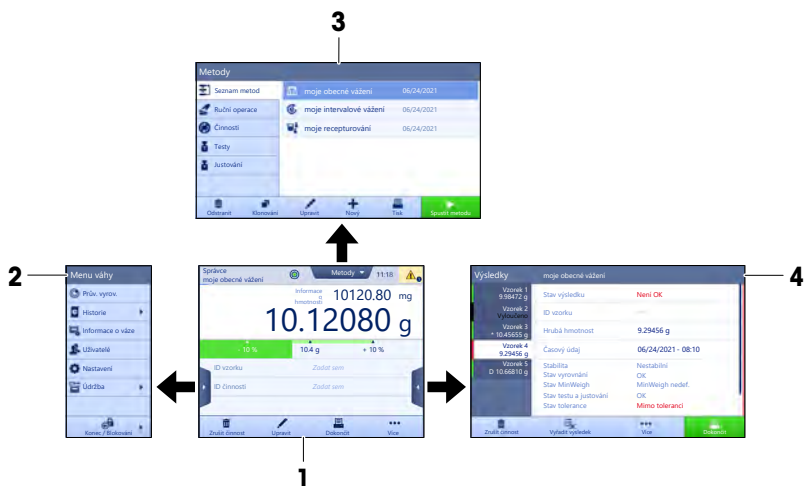 3
Metody
Seznam metod
moje obecné vážení 06/24/2021
Ruční operace
moje intervalové vážení 06/24/2021
Činnosti
moje recepturování 06/24/2021
Testy
Justování
Odstranit Klonování Upravit Nový Tisk Spustit metodu
2
Menu váhy
Prův. vyrov.
Historie
Informace o váze
Uživatelé
Nastavení
Údržba
Konec / Blokování
Správce
moje obecné vážení
Metody 11:18
Informace
o
hmotnosti
10120.80 mg
10.12080 g
- 10 % 10.4 g + 10 %
ID vzorku Zadat sem
ID činnosti Zadat sem
Zrušit činnost Upravit Dokončit Více
1
4
Výsledky moje obecné vážení
Vzorek 1
9.98472 g
Vzorek 2
Vyloučeno
Vzorek 3
* 10.45655 g
Vzorek 4
9.29456 g
Vzorek 5
D 10.66810 g
Stav výsledku Není OK
ID vzorku ---
Hrubá hmotnost 9.29456 g
Časový údaj 06/24/2021 - 08:10
Stabilita Nestabilní
Stav vyrovnání OK
Stav MinWeigh MinWeigh nedef.
Stav testu a justování OK
Stav tolerance Mimo toleranci
Zrušit činnost Vyřadit výsledek Více Dokončit